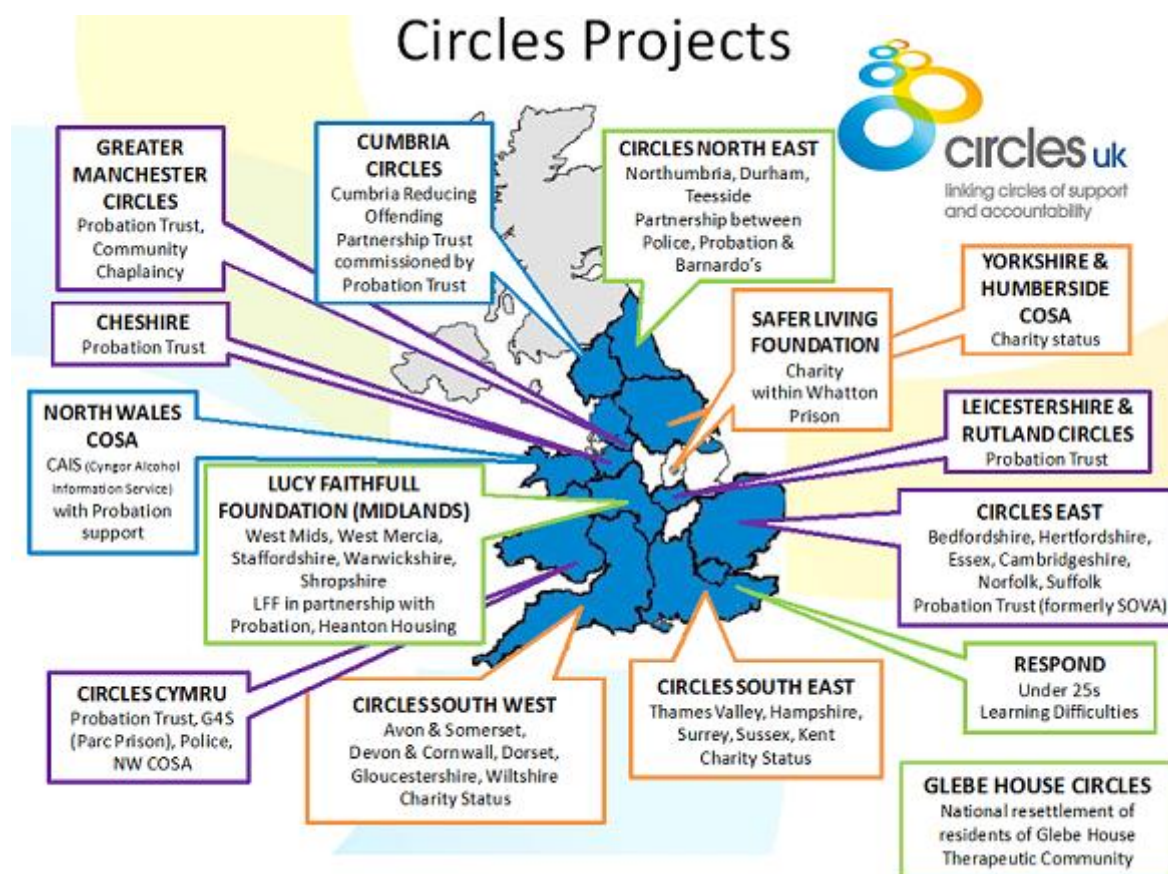 Circles Projects
circles uk
linking circles of support
and accountability
GREATER
MANCHESTER
CIRCLES
Probation Trust,
Community
Chaplaincy
CUMBRIA
CIRCLES
Cumbria Reducing
Offending
Partnership Trust
commissioned by
Probation Trust
CIRCLES NORTH EAST
Northumbria, Durham,
Teesside
Partnership between
Police, Probation &
Barnardo's
YORKSHIRE &
HUMBERSIDE
COSA
Charity status
CHESHIRE
Probation Trust
SAFER LIVING
FOUNDATION
Charity
within Whatton
Prison
NORTH WALES
COSA
CAIS (Cyngor Alcohol
Information Service)
with Probation
support
LEICESTERSHIRE &
RUTLAND CIRCLES
Probation Trust
LUCY FAITHFULL
FOUNDATION (MIDLANDS)
West Mids, West Mercia,
Staffordshire, Warwickshire,
Shropshire
LFF in partnership with
Probation, Heanton Housing
CIRCLES EAST
Bedfordshire, Hertfordshire,
Essex, Cambridgeshire,
Norfolk, Suffolk
Probation Trust (formerly SOVA)
CIRCLES CYMRU
Probation Trust, G4S
(Parc Prison), Police,
NW COSA
CIRCLES SOUTH WEST
Avon & Somerset,
Devon & Cornwall, Dorset,
Gloucestershire, Wiltshire
Charity Status
CIRCLES SOUTH EAST
Thames Valley, Hampshire,
Surrey, Sussex, Kent
Charity Status
RESPOND
Under 25s
Learning Difficulties
GLEBE HOUSE CIRCLES
National resettlement of
residents of Glebe House
Therapeutic Community